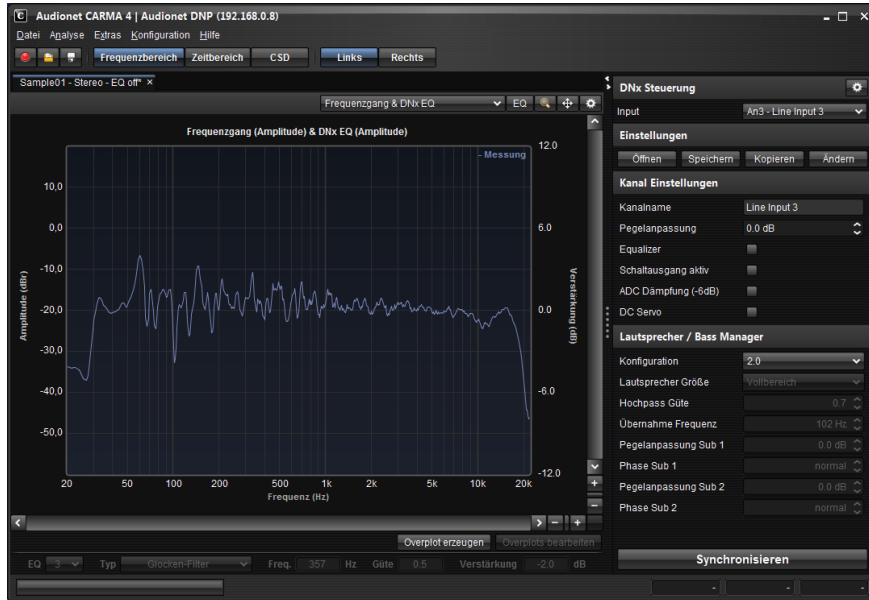 Audionet CARMA 4 | Audionet DNP (192.168.0.8)
Datei Analyse Extras Konfiguration Hilfe
Frequenzbereich Zeitbereich CSD Links Rechts
Sample01 - Stereo - EQ off* ×
Frequenzgang & DNx EQ EQ
Frequenzgang (Amplitude) & DNx EQ (Amplitude)
- Messung
Amplitude (dBr)
10,0
0,0
-10,0
-20,0
-30,0
-40,0
-50,0
12.0
6.0
0.0
-6.0
-12.0
Verstärkung (dB)
20 50 100 200 500 1k 2k 5k 10k 20k
Frequenz (Hz)
Overplot erzeugen Overplots bearbeiten
EQ 3 Typ Glocken-Filter Freq. 357 Hz Güte 0.5 Verstärkung -2.0 dB
DNx Steuerung
Input An3 - Line Input 3
Einstellungen
Öffnen Speichern Kopieren Ändern
Kanal Einstellungen
Kanalname Line Input 3
Pegelanpassung 0.0 dB
Equalizer
Schaltausgang aktiv
ADC Dämpfung (-6dB)
DC Servo
Lautsprecher / Bass Manager
Konfiguration 2.0
Lautsprecher Größe Vollbereich
Hochpass Güte 0.7
Übernahme Frequenz 102 Hz
Pegelanpassung Sub 1 0.0 dB
Phase Sub 1 normal
Pegelanpassung Sub 2 0.0 dB
Phase Sub 2 normal
Synchronisieren
- - -